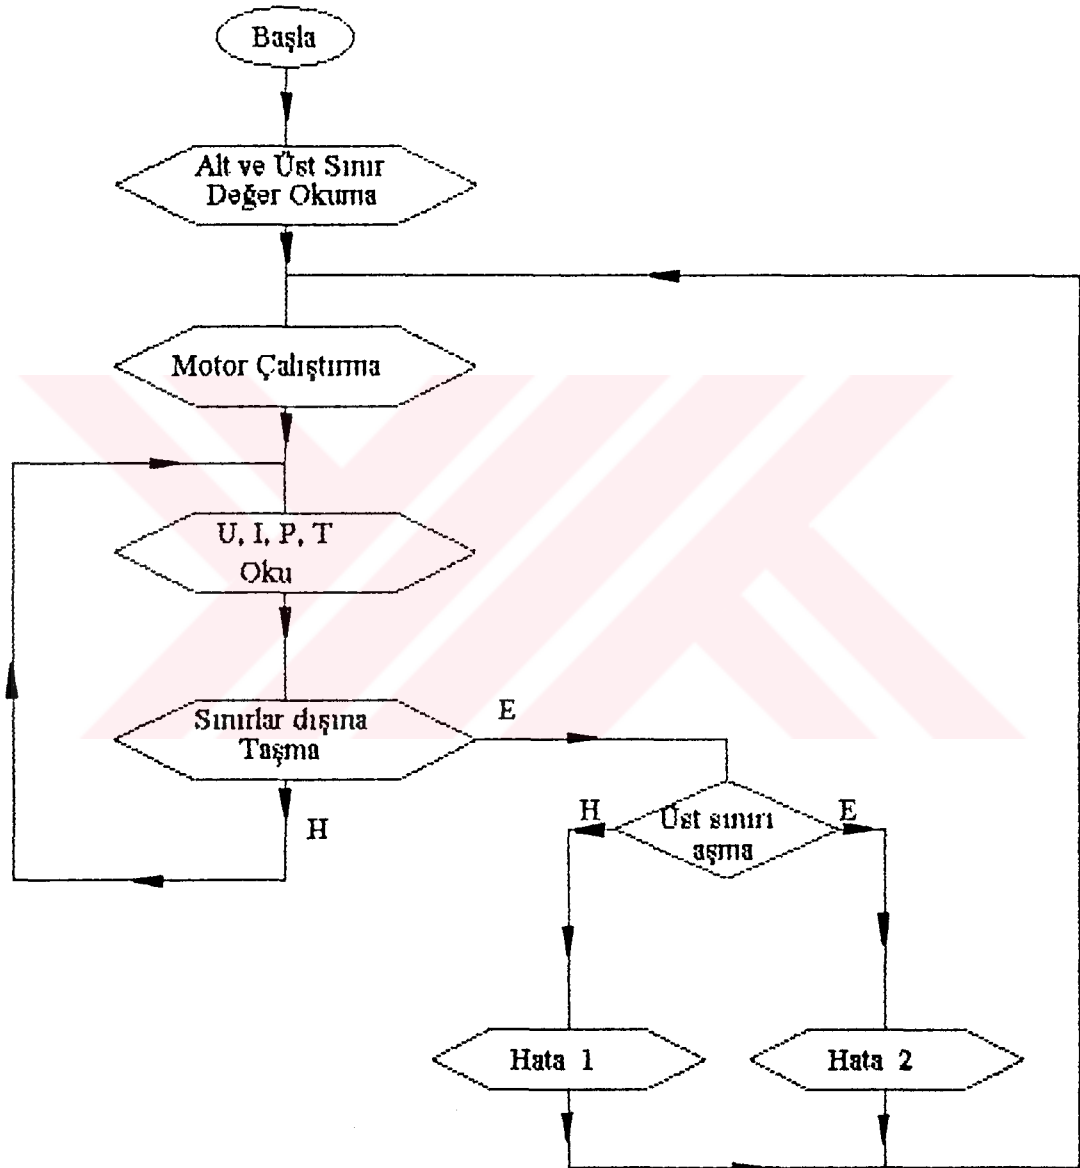 Başla
Alt ve Üst Sınır
Değer Okuma
Motor Çalıştırma
U, I, P, T
Oku
Sınırlar dışına
Taşma
E
H
H
Üst sınırı
aşma
E
Hata 1
Hata 2